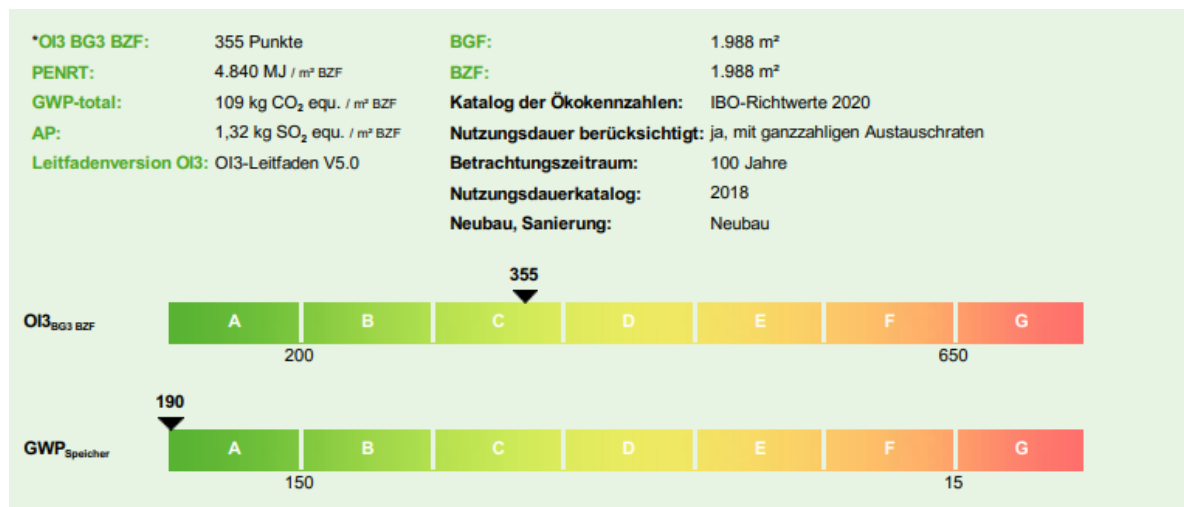 *OI3 BG3 BZF: 355 Punkte BGF: 1.988 m²
PENRT: 4.840 MJ / m² BZF BZF: 1.988 m²
GWP-total: 109 kg CO₂ equ. / m² BZF Katalog der Ökokennzahlen: IBO-Richtwerte 2020
AP: 1,32 kg SO₂ equ. / m² BZF Nutzungsdauer berücksichtigt: ja, mit ganzzahligen Austauschraten
Leitfadenversion OI3: OI3-Leitfaden V5.0 Betrachtungszeitraum: 100 Jahre
Nutzungsdauerkatalog: 2018
Neubau, Sanierung: Neubau
355
OI3BG3 BZF A B C D E F G
200 650
190
GWPSpeicher A B C D E F G
150 15